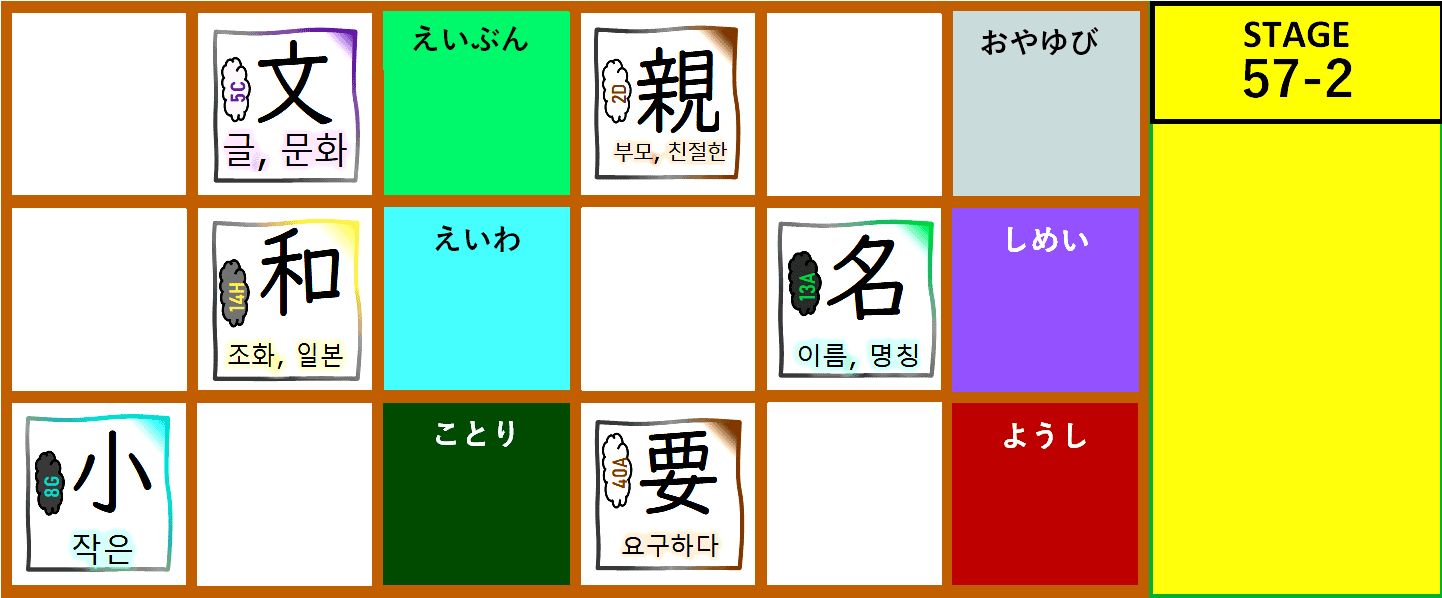 5C
文
글, 문화
えいぶん
2D
親
부모, 친절한
おやゆび
STAGE
57-2
14H
和
조화, 일본
えいわ
13A
名
이름, 명칭
しめい
8G
小
작은
ことり
40A
要
요구하다
ようし